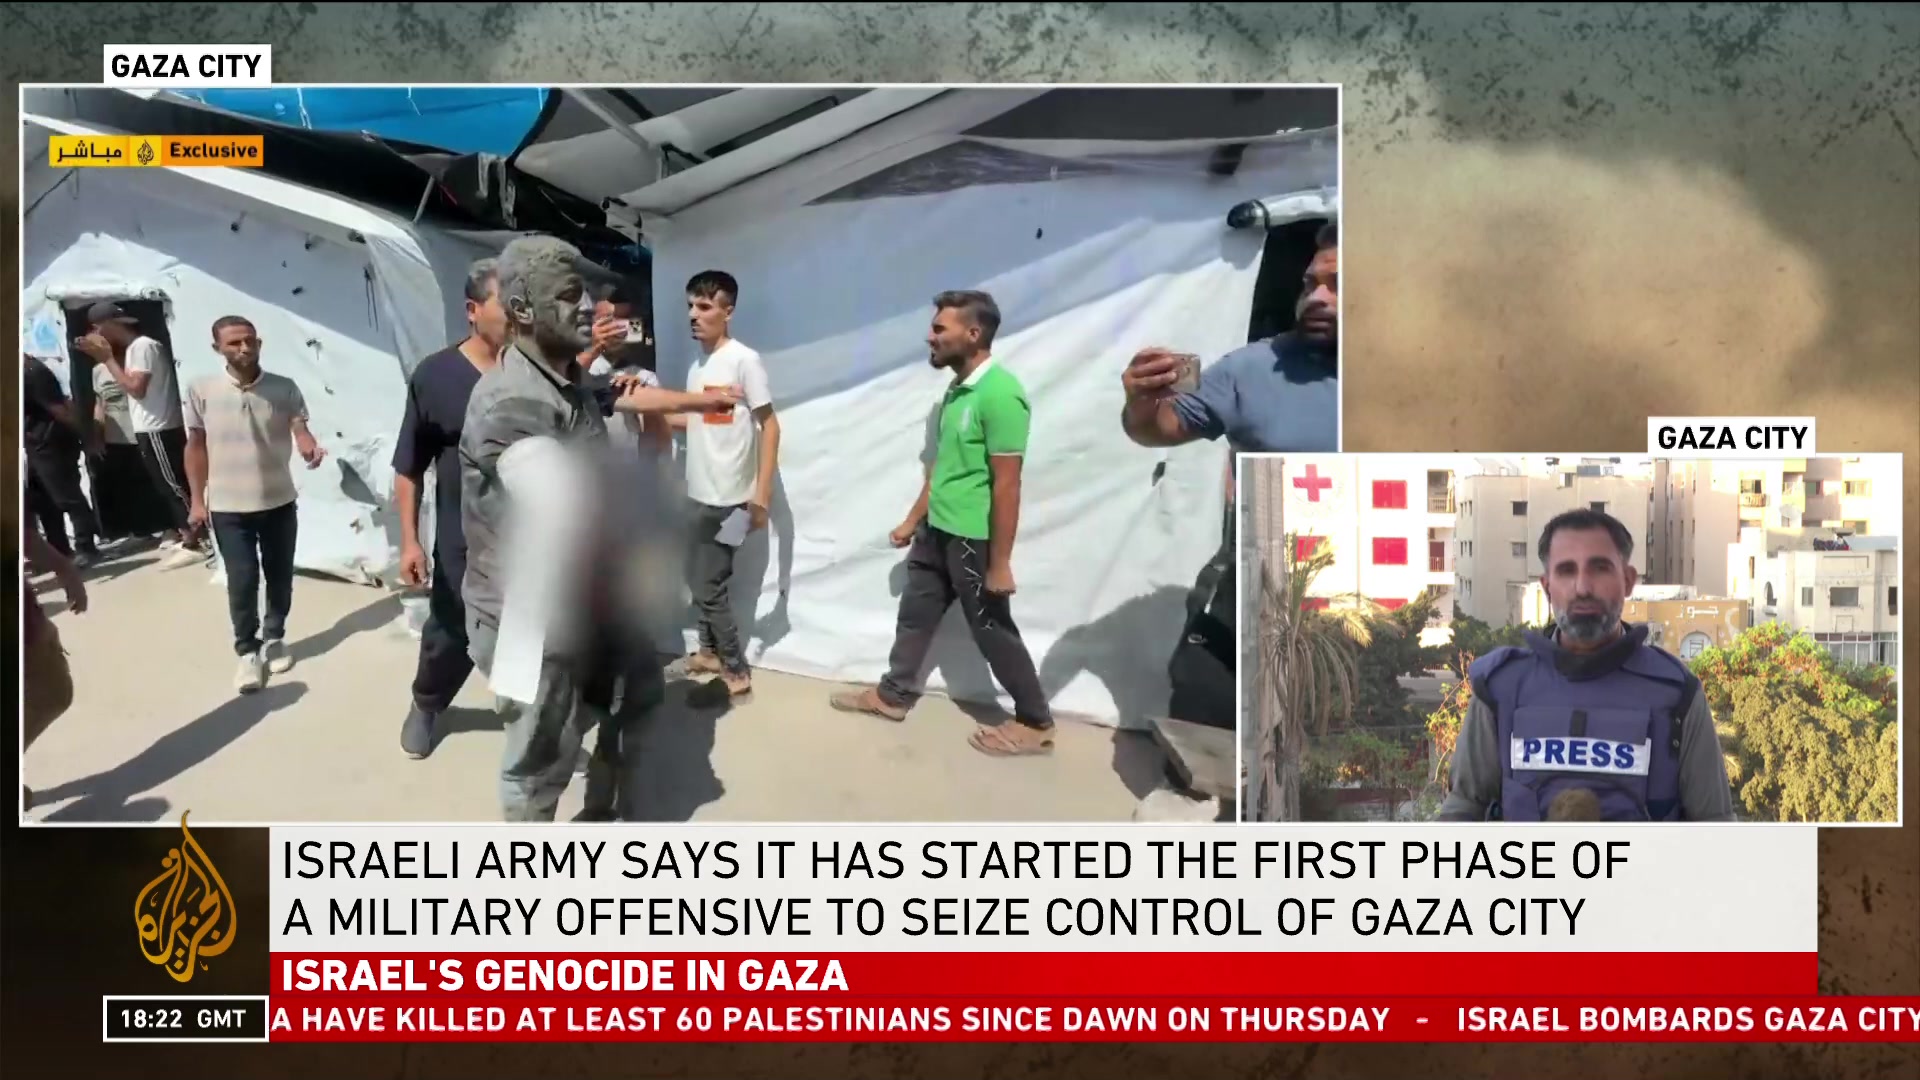 GAZA CITY
مباشر Exclusive
GAZA CITY
PRESS
ISRAELI ARMY SAYS IT HAS STARTED THE FIRST PHASE OF
A MILITARY OFFENSIVE TO SEIZE CONTROL OF GAZA CITY
ISRAEL'S GENOCIDE IN GAZA
18:22 GMT
A HAVE KILLED AT LEAST 60 PALESTINIANS SINCE DAWN ON THURSDAY - ISRAEL BOMBARDS GAZA CITY